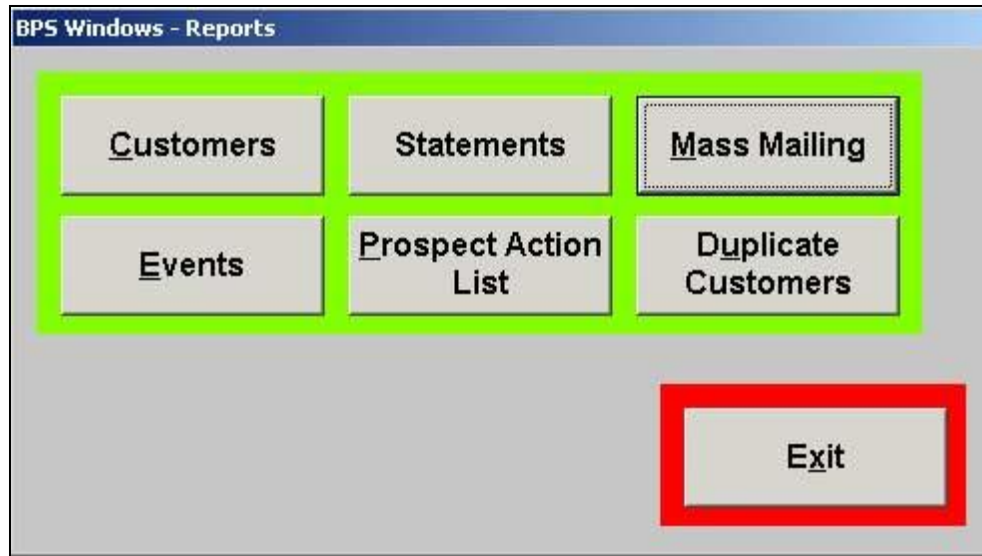 BPS Windows - Reports
Customers
Statements
Mass Mailing
Events
Prospect Action
List
Duplicate
Customers
Exit